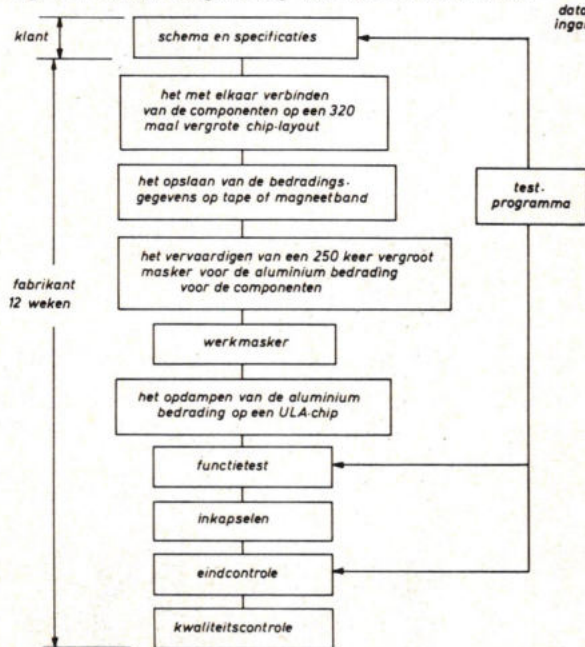 data
klant
schema en specificaties
het met elkaar verbinden
van de componenten op een 320
maal vergrote chip-layout
het opslaan van de bedradings-
gegevens op tape of magneetband
test-
programma
het vervaardigen van een 250 keer vergroot
masker voor de aluminium bedrading
voor de componenten
fabrikant
12 weken
werkmasker
het opdampen van de aluminium
bedrading op een ULA-chip
functietest
inkapselen
eindcontrole
kwaliteitscontrole